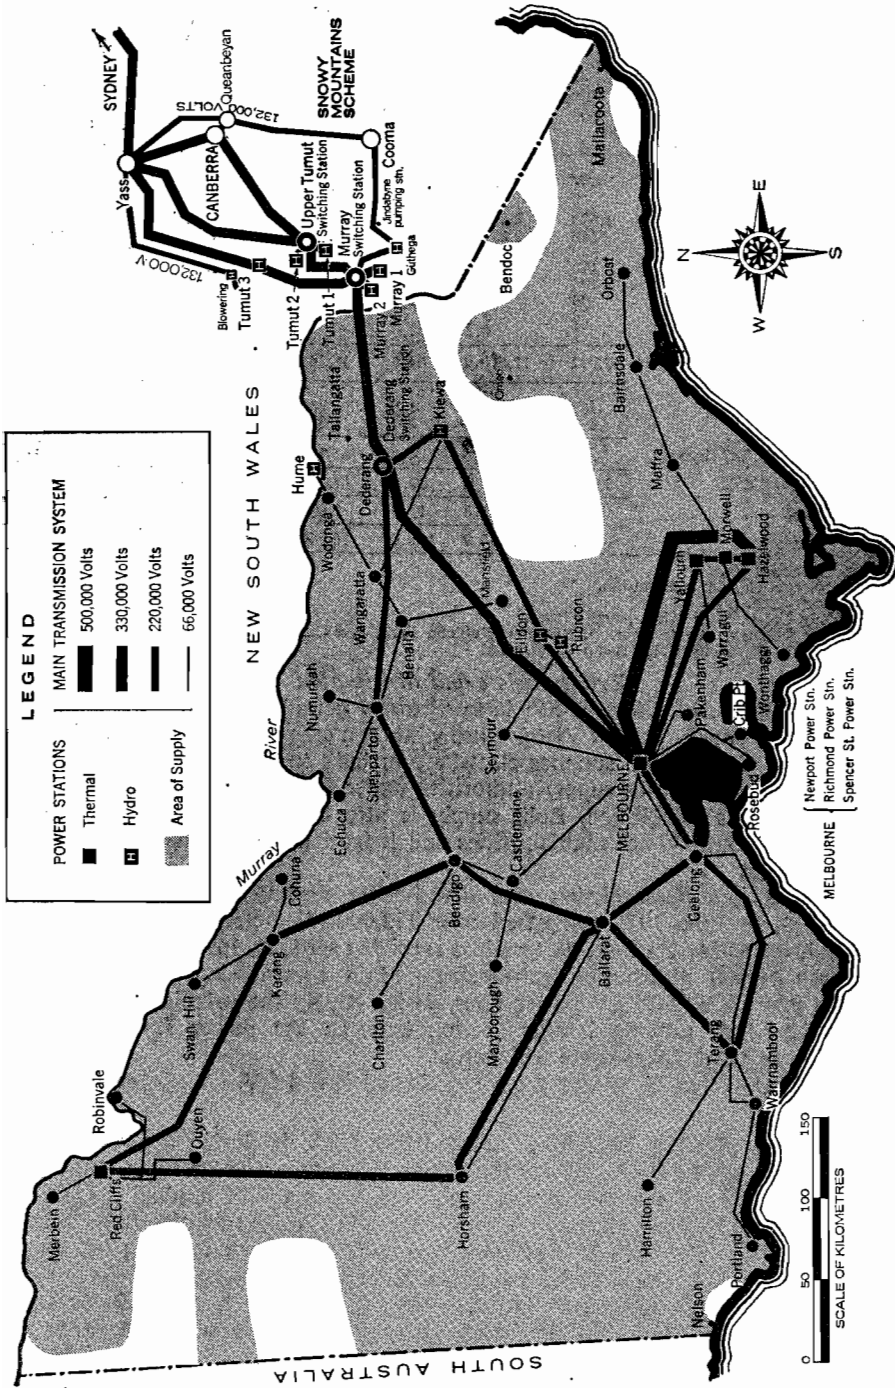 LEGEND
POWER STATIONS
Thermal
H Hydro
Area of Supply
MAIN TRANSMISSION SYSTEM
500,000 Volts
330,000 Volts
220,000 Volts
66,000 Volts
SYDNEY
Yass
132,000 VOLTS
Queanbeyan
CANBERRA
132,000 V
SNOWY
MOUNTAINS
SCHEME
Blowering
Tumut 3
Upper Tumut
Switching Station
Tumut 2
Tumut 1
Murray
Switching Station
Cooma
Jindabyne
pumping stn.
Guthega
Murray 2
Murray 1
NEW SOUTH WALES
River
Murray
SOUTH AUSTRALIA
Merbein
Red Cliffs
Robinvale
Ouyen
Swan Hill
Kerang
Cohuna
Echuca
Numurkah
Shepparton
Wangaratta
Benalla
Wodonga
Hume
Tallangatta
Dederang
Dederang
Switching Station
Kiewa
Omeo
Bendoc
Mallacoota
Orbost
Bairnsdale
Maffra
Mansfield
Eildon
Rubicon
Seymour
Charlton
Bendigo
Castlemaine
Maryborough
Horsham
Ballarat
MELBOURNE
Geelong
Yallourn
Morwell
Hazelwood
Warragul
Pakenham
Crib Pt.
Wonthaggi
Rosebud
Terang
Warrnambool
Hamilton
Portland
Nelson
MELBOURNE
Newport Power Stn.
Richmond Power Stn.
Spencer St. Power Stn.
N
E
S
W
0 50 100 150
SCALE OF KILOMETRES